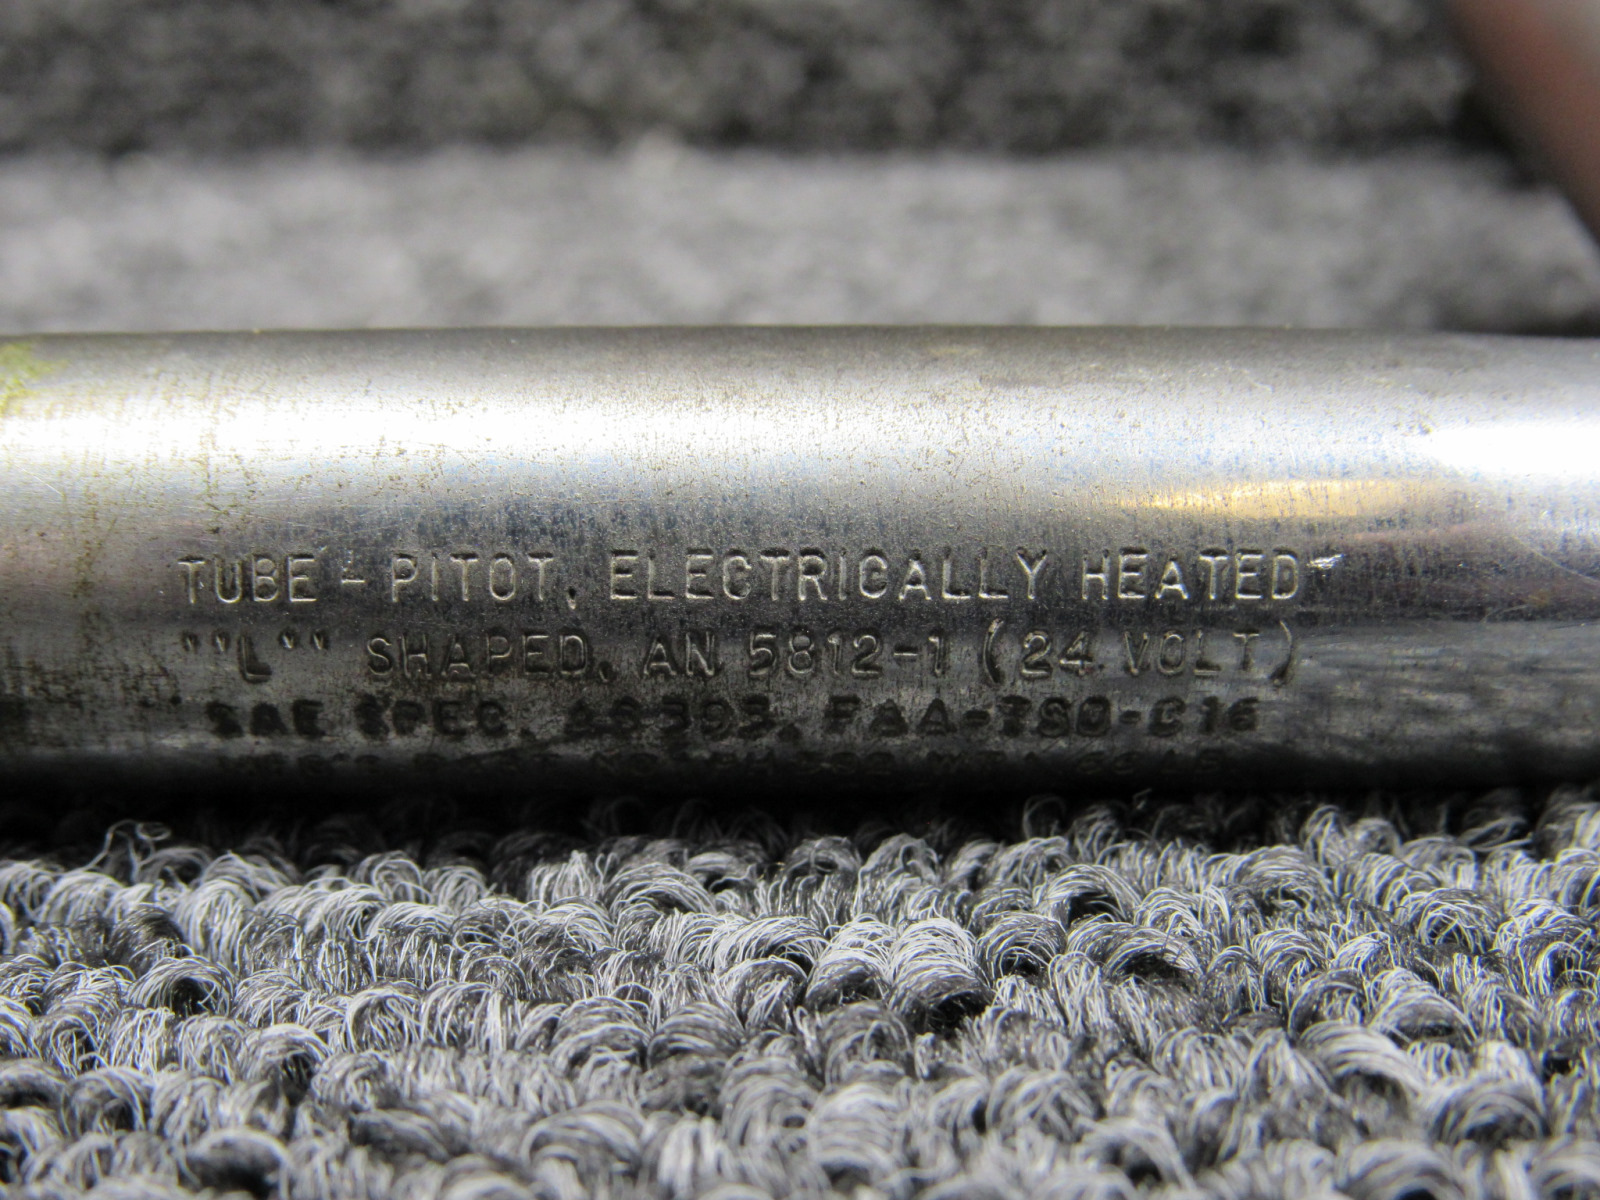 TUBE - PITOT, ELECTRICALLY HEATED
""L"" SHAPED, AN 5812-1 (24 VOLT)
SAE SPEC. AS393, FAA-TSO-C16